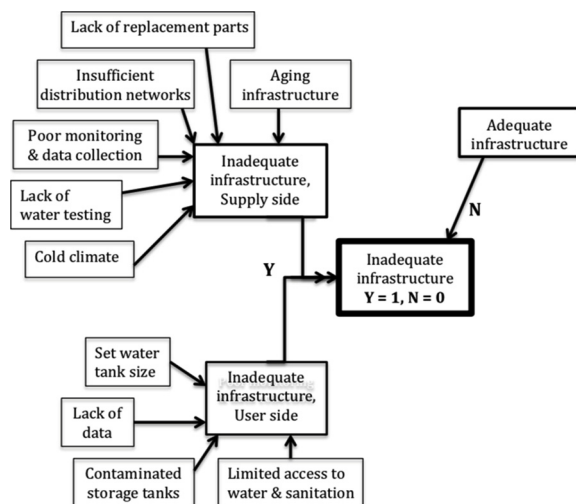 Lack of replacement parts
Insufficient
distribution networks
Aging
infrastructure
Poor monitoring
& data collection
Adequate
infrastructure
Inadequate
infrastructure,
Supply side
Lack of
water testing
N
Cold climate
Y
Inadequate
infrastructure
Y = 1, N = 0
Set water
tank size
Inadequate
infrastructure,
User side
Lack of
data
Contaminated
storage tanks
Limited access to
water & sanitation